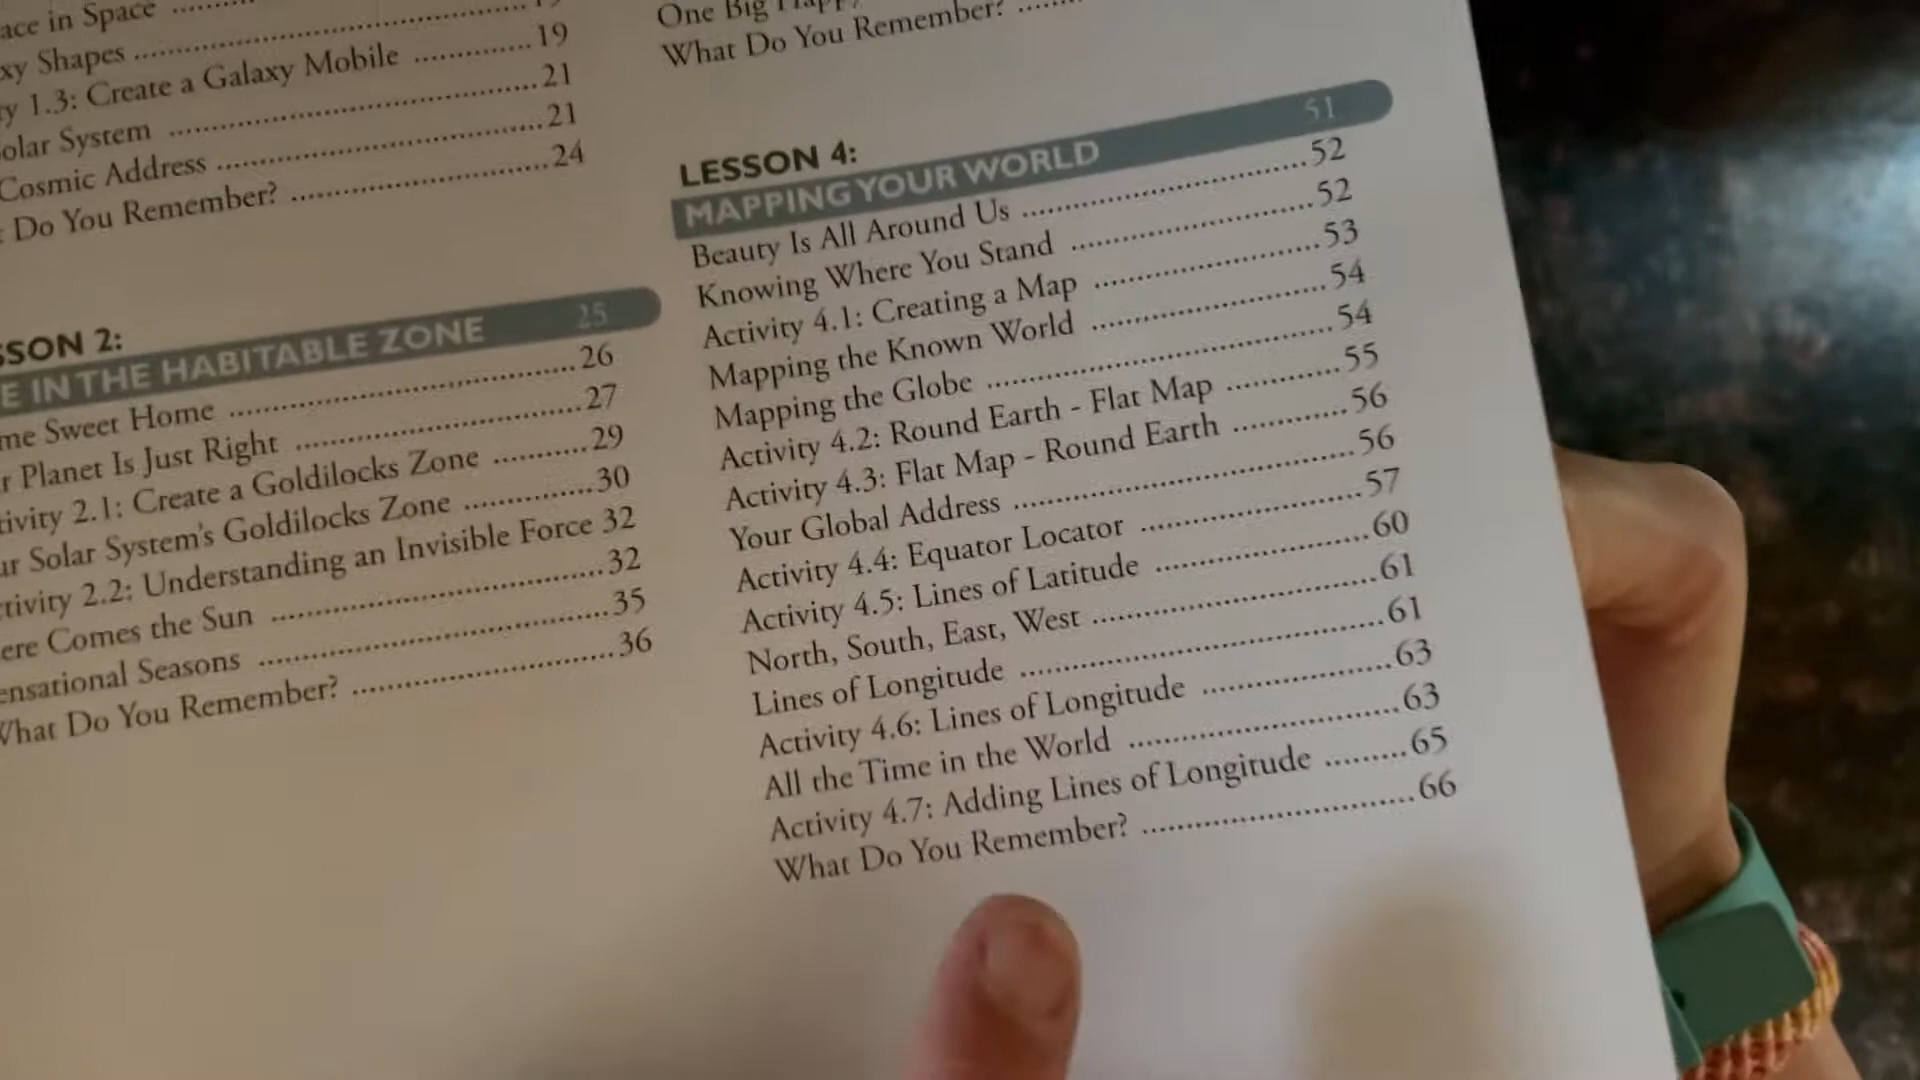 ace in Space
xy Shapes
y 1.3: Create a Galaxy Mobile 19
olar System 21
Cosmic Address 21
Do You Remember? 24
SSON 2:
E IN THE HABITABLE ZONE 25
me Sweet Home 26
r Planet Is Just Right 27
tivity 2.1: Create a Goldilocks Zone 29
ur Solar System's Goldilocks Zone 30
ctivity 2.2: Understanding an Invisible Force 32
ere Comes the Sun 32
ensational Seasons 35
What Do You Remember? 36
One Big Happy
What Do You Remember?
LESSON 4:
MAPPING YOUR WORLD 51
Beauty Is All Around Us 52
Knowing Where You Stand 52
Activity 4.1: Creating a Map 53
Mapping the Known World 54
Mapping the Globe 54
Activity 4.2: Round Earth - Flat Map 55
Activity 4.3: Flat Map - Round Earth 56
Your Global Address 56
Activity 4.4: Equator Locator 57
Activity 4.5: Lines of Latitude 60
North, South, East, West 61
Lines of Longitude 61
Activity 4.6: Lines of Longitude 63
All the Time in the World 63
Activity 4.7: Adding Lines of Longitude 65
What Do You Remember? 66